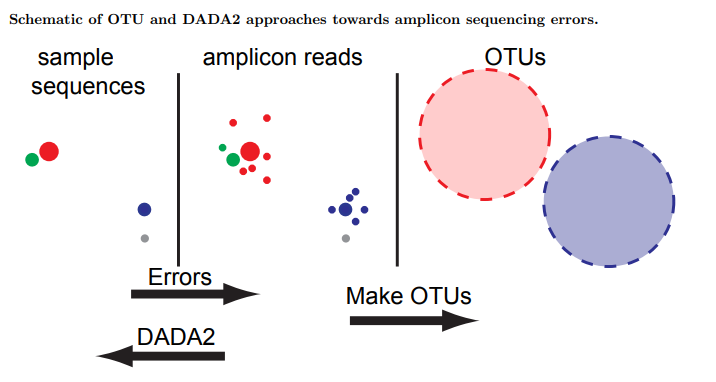 Schematic of OTU and DADA2 approaches towards amplicon sequencing errors.
sample
sequences
amplicon reads
OTUs
Errors
Make OTUs
DADA2